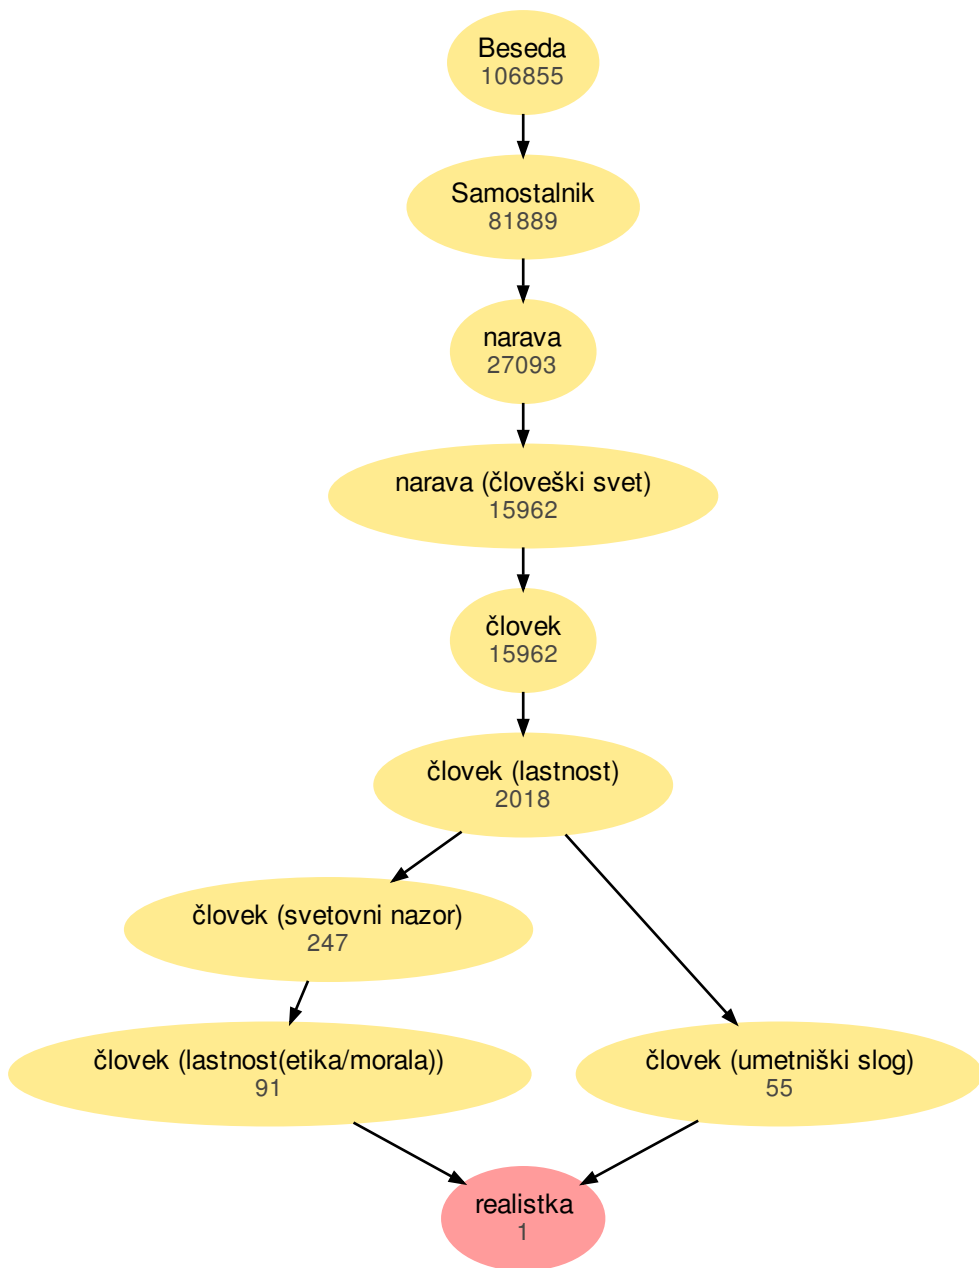 Beseda
106855
Samostalnik
81889
narava
27093
narava (človeški svet)
15962
človek
15962
človek (lastnost)
2018
človek (svetovni nazor)
247
človek (lastnost(etika/morala))
91
človek (umetniški slog)
55
realistka
1